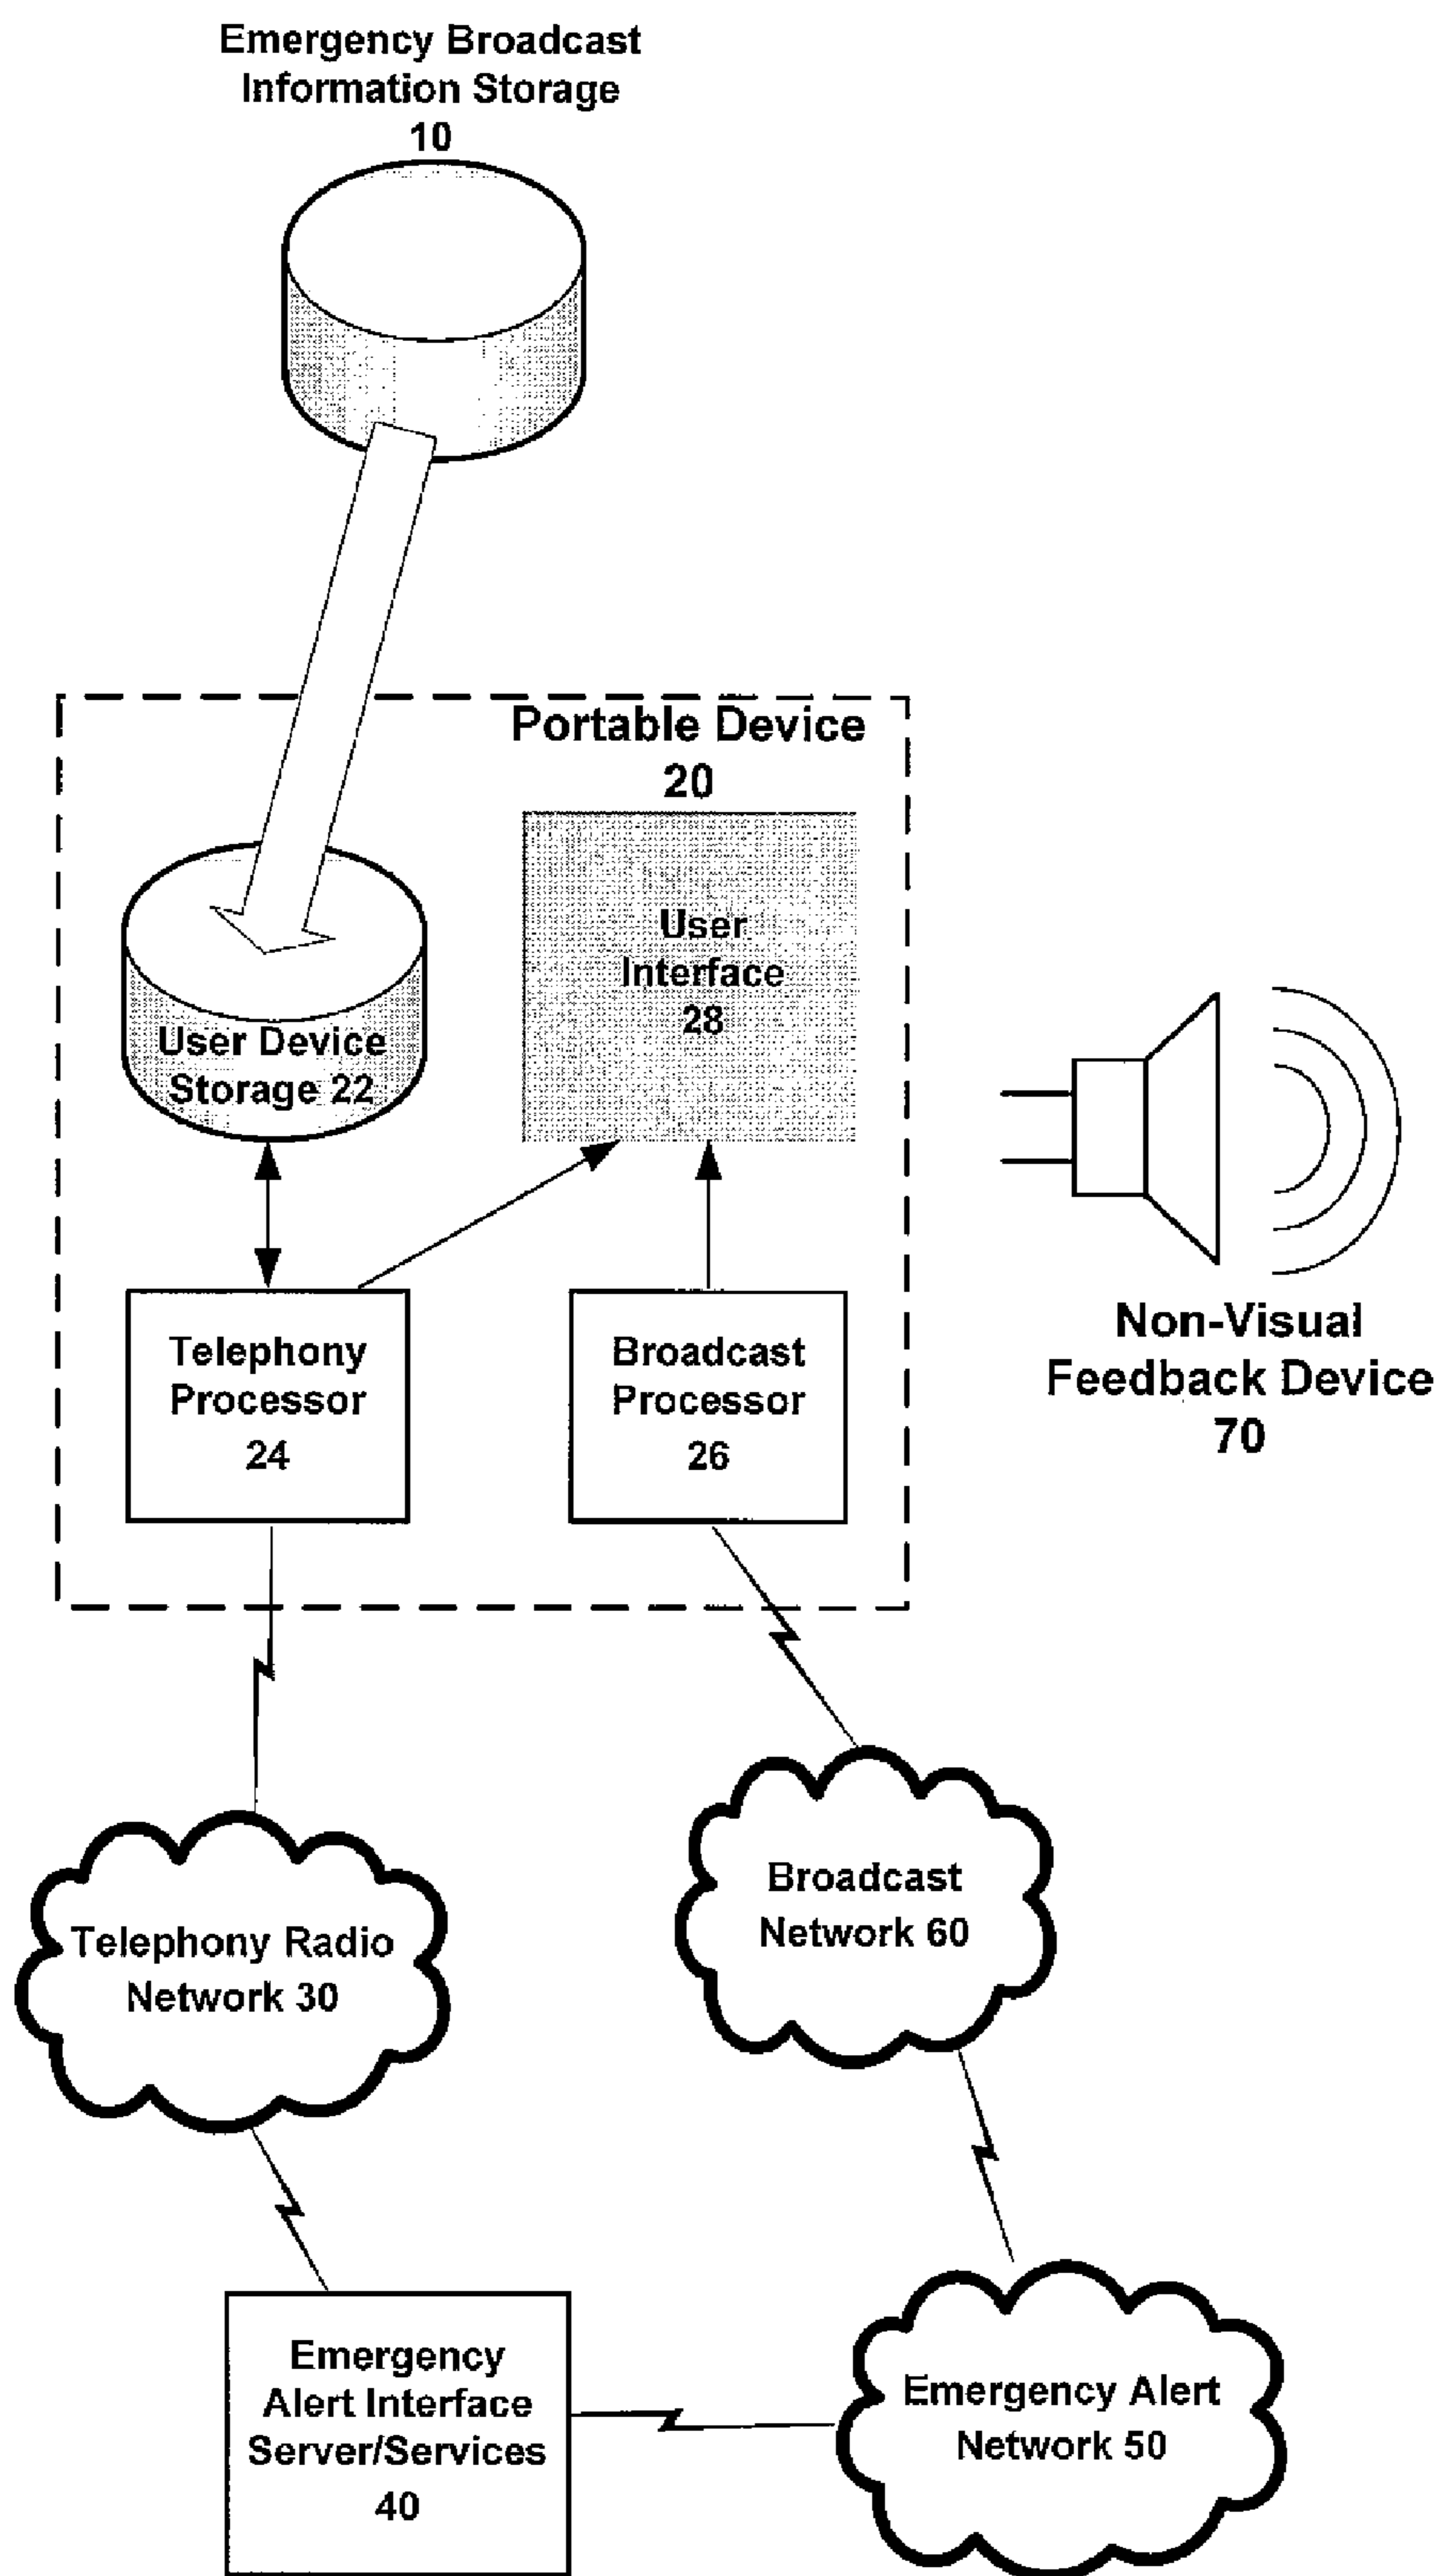 Emergency Broadcast
Information Storage
10
Portable Device
20
User
Interface
28
User Device
Storage 22
Telephony
Processor
24
Broadcast
Processor
26
Non-Visual
Feedback Device
70
Telephony Radio
Network 30
Broadcast
Network 60
Emergency
Alert Interface
Server/Services
40
Emergency Alert
Network 50